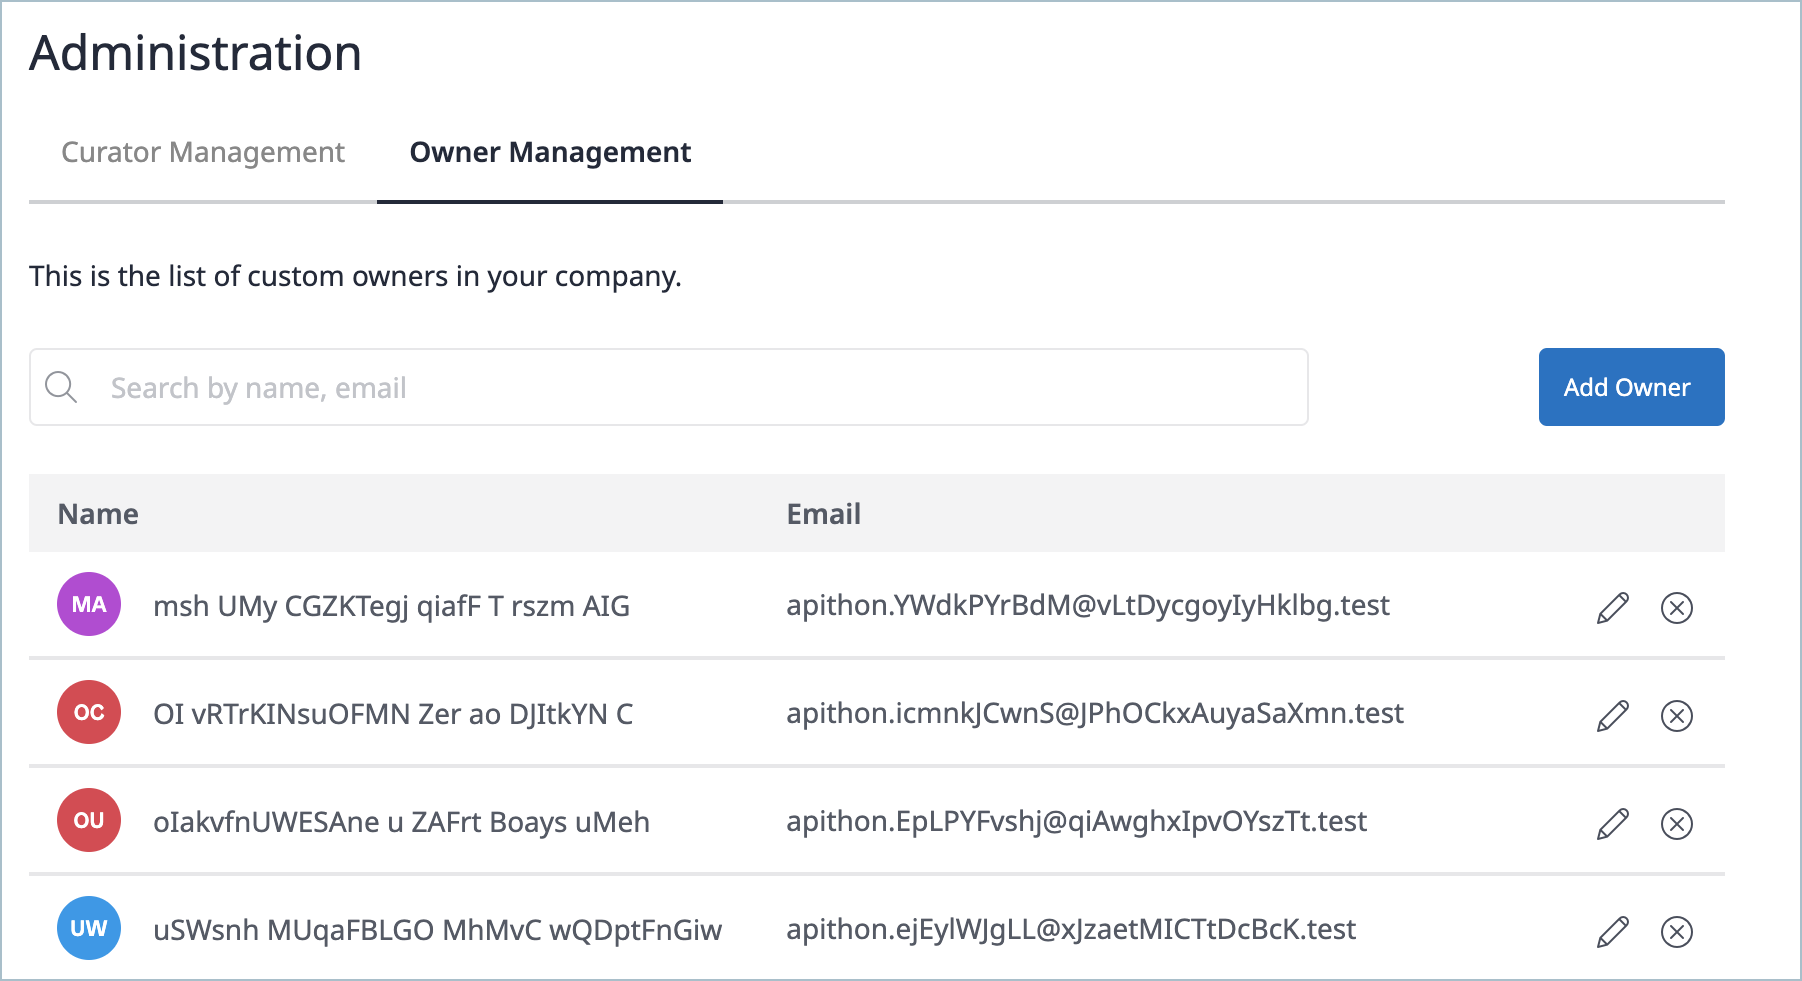 Administration
Curator Management Owner Management
This is the list of custom owners in your company.
Search by name, email Add Owner
Name Email
MA msh UMy CGZKTegj qiafF T rszm AIG apithon.YWdkPYrBdM@vLtDycgoyIyHklbg.test
OC OI vRTrKINsuOFMN Zer ao DJItkYN C apithon.icmnkJCwnS@JPhOCkxAuyaSaXmn.test
OU oIakvfnUWESAne u ZAFrt Boays uMeh apithon.EpLPYFvshj@qiAwghxIpvOYszTt.test
UW uSWsnh MUqaFBLGO MhMvC wQDptFnGiw apithon.ejEylWJgLL@xJzaetMICTtDcBcK.test